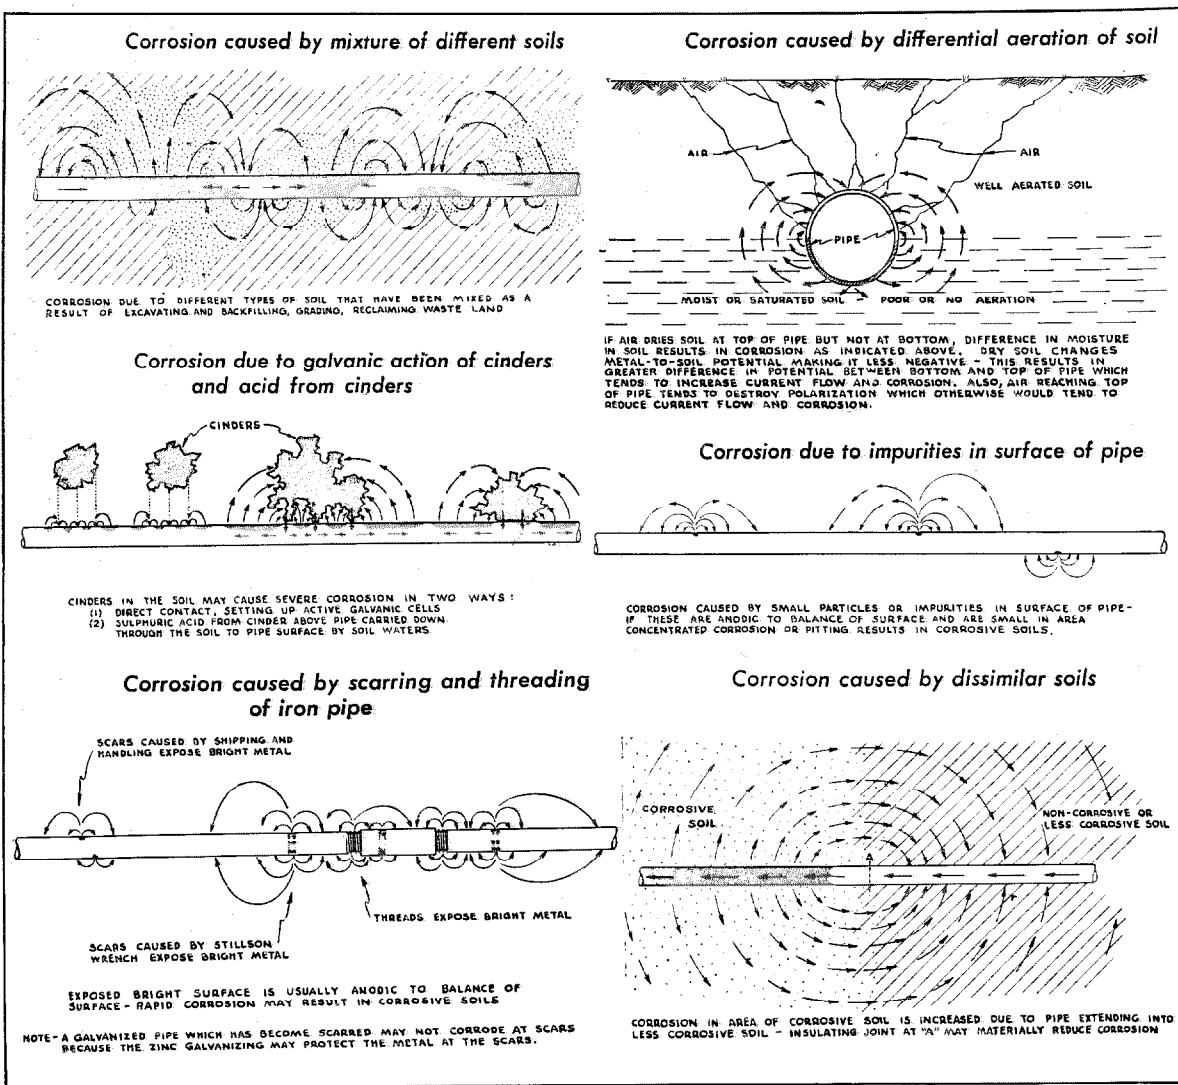 Corrosion caused by mixture of different soils
CORROSION DUE TO DIFFERENT TYPES OF SOIL THAT HAVE BEEN MIXED AS A
RESULT OF EXCAVATING AND BACKFILLING, GRADING, RECLAIMING WASTE LAND
Corrosion caused by differential aeration of soil
AIR
AIR
WELL AERATED SOIL
PIPE
MOIST OR SATURATED SOIL - POOR OR NO AERATION
IF AIR DRIES SOIL AT TOP OF PIPE BUT NOT AT BOTTOM, DIFFERENCE IN MOISTURE
IN SOIL RESULTS IN CORROSION AS INDICATED ABOVE. DRY SOIL CHANGES
METAL-TO-SOIL POTENTIAL MAKING IT LESS NEGATIVE - THIS RESULTS IN
GREATER DIFFERENCE IN POTENTIAL BETWEEN BOTTOM AND TOP OF PIPE WHICH
TENDS TO INCREASE CURRENT FLOW AND CORROSION. ALSO, AIR REACHING TOP
OF PIPE TENDS TO DESTROY POLARIZATION WHICH OTHERWISE WOULD TEND TO
REDUCE CURRENT FLOW AND CORROSION.
Corrosion due to galvanic action of cinders
and acid from cinders
CINDERS
CINDERS IN THE SOIL MAY CAUSE SEVERE CORROSION IN TWO WAYS:
(1) DIRECT CONTACT, SETTING UP ACTIVE GALVANIC CELLS
(2) SULPHURIC ACID FROM CINDER ABOVE PIPE CARRIED DOWN
THROUGH THE SOIL TO PIPE SURFACE BY SOIL WATERS
Corrosion due to impurities in surface of pipe
CORROSION CAUSED BY SMALL PARTICLES OR IMPURITIES IN SURFACE OF PIPE-
IF THESE ARE ANODIC TO BALANCE OF SURFACE AND ARE SMALL IN AREA
CONCENTRATED CORROSION OR PITTING RESULTS IN CORROSIVE SOILS.
Corrosion caused by scarring and threading
of iron pipe
SCARS CAUSED BY SHIPPING AND
HANDLING EXPOSE BRIGHT METAL
THREADS EXPOSE BRIGHT METAL
SCARS CAUSED BY STILLSON
WRENCH EXPOSE BRIGHT METAL
EXPOSED BRIGHT SURFACE IS USUALLY ANODIC TO BALANCE OF
SURFACE - RAPID CORROSION MAY RESULT IN CORROSIVE SOILS
NOTE - A GALVANIZED PIPE WHICH HAS BECOME SCARRED MAY NOT CORRODE AT SCARS
BECAUSE THE ZINC GALVANIZING MAY PROTECT THE METAL AT THE SCARS.
Corrosion caused by dissimilar soils
CORROSIVE
SOIL
NON-CORROSIVE OR
LESS CORROSIVE SOIL
A
CORROSION IN AREA OF CORROSIVE SOIL IS INCREASED DUE TO PIPE EXTENDING INTO
LESS CORROSIVE SOIL - INSULATING JOINT AT "A" MAY MATERIALLY REDUCE CORROSION